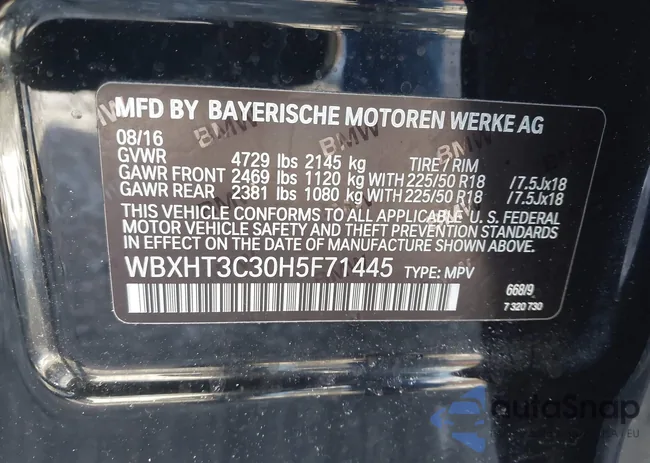 MFD BY BAYERISCHE MOTOREN WERKE AG
08/16
GVWR 4729 lbs 2145 kg TIRE / RIM
GAWR FRONT 2469 lbs 1120 kg WITH 225/50 R18 /7.5Jx18
GAWR REAR 2381 lbs 1080 kg WITH 225/50 R18 /7.5Jx18
THIS VEHICLE CONFORMS TO ALL APPLICABLE U. S. FEDERAL
MOTOR VEHICLE SAFETY AND THEFT PREVENTION STANDARDS
IN EFFECT ON THE DATE OF MANUFACTURE SHOWN ABOVE.
WBXHT3C30H5F71445 TYPE: MPV
668/9
7 320 730
autoSnap